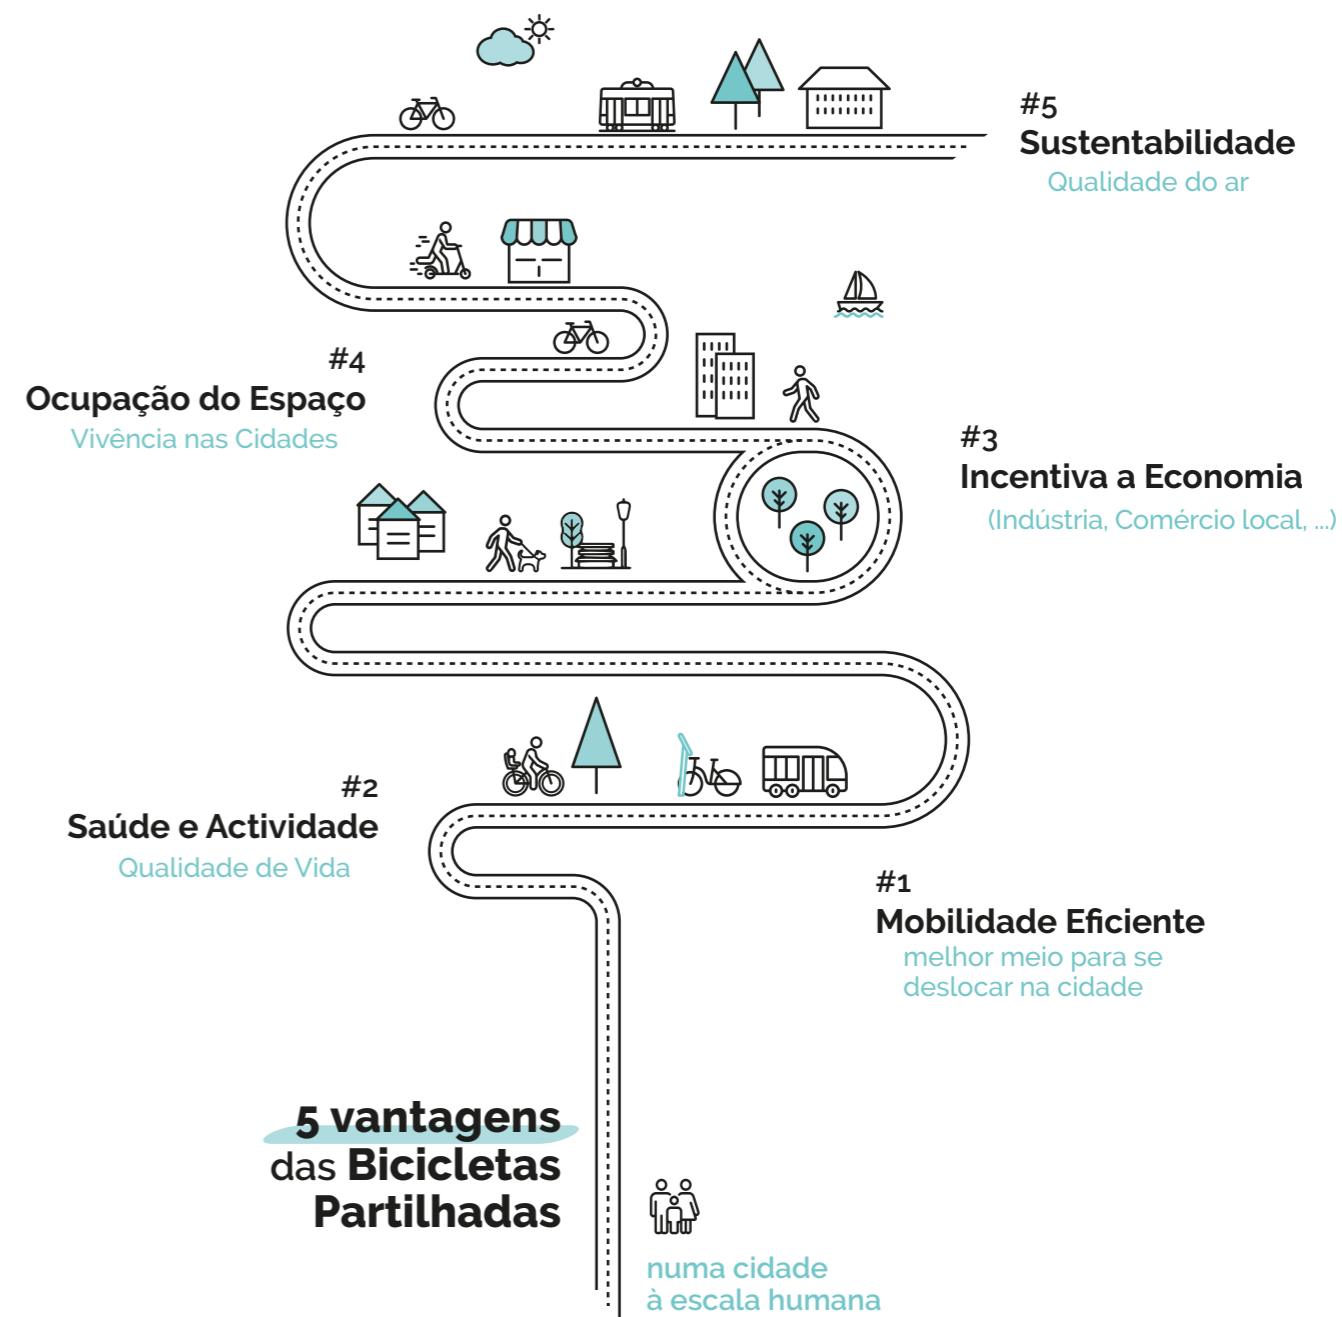 #5
Sustentabilidade
Qualidade do ar
#4
Ocupação do Espaço
Vivência nas Cidades
#3
Incentiva a Economia
(Indústria, Comércio local, ...)
#2
Saúde e Actividade
Qualidade de Vida
#1
Mobilidade Eficiente
melhor meio para se
deslocar na cidade
5 vantagens
das Bicicletas
Partilhadas
numa cidade
à escala humana